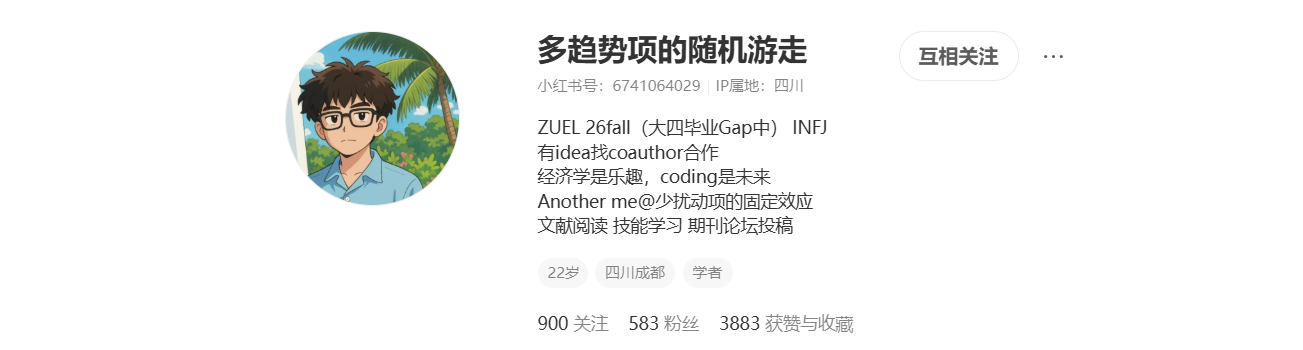 多趋势项的随机游走
互相关注
小红书号：6741064029 IP属地：四川
ZUEL 26fall（大四毕业Gap中） INFJ
有idea找coauthor合作
经济学是乐趣，coding是未来
Another me@少扰动项的固定效应
文献阅读 技能学习 期刊论坛投稿
22岁 四川成都 学者
900 关注 583 粉丝 3883 获赞与收藏